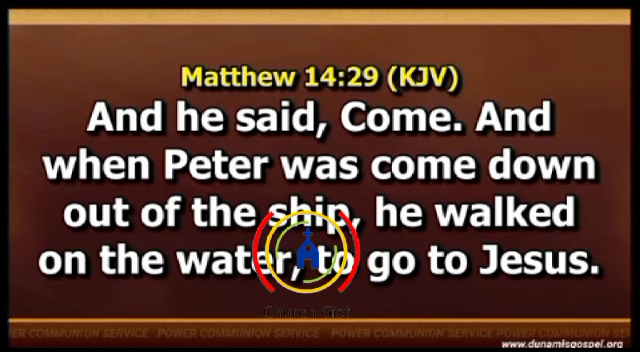 Matthew 14:29 (KJV)
And he said, Come. And
when Peter was come down
out of the ship, he walked
on the water, to go to Jesus.
ER COMMUNION SERVICE POWER COMMUNION SERVICE POWER COMMUNION SERVICE POWER COMMUNION SE
www.dunamisgospel.org